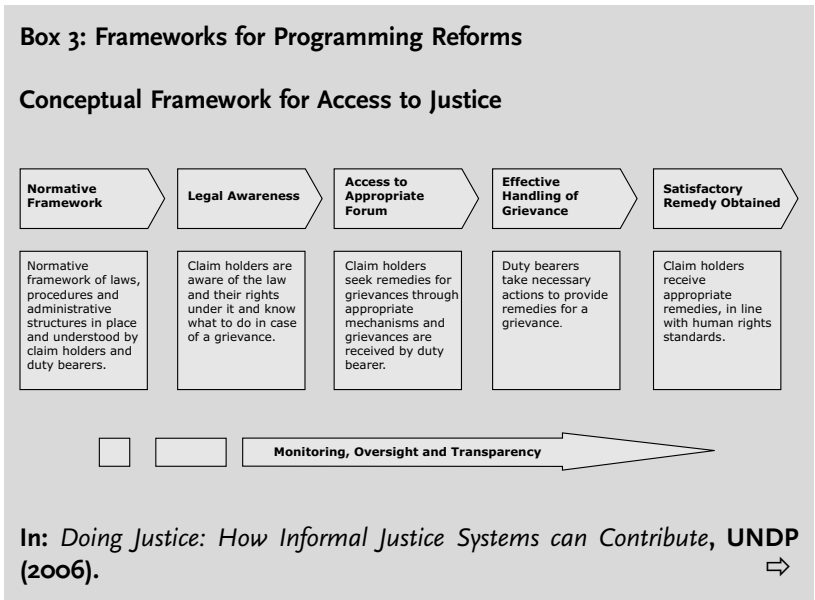 Box 3: Frameworks for Programming Reforms
Conceptual Framework for Access to Justice
Normative
Framework
Legal Awareness
Access to
Appropriate
Forum
Effective
Handling of
Grievance
Satisfactory
Remedy Obtained
Normative
framework of laws,
procedures and
administrative
structures in place
and understood by
claim holders and
duty bearers.
Claim holders are
aware of the law
and their rights
under it and know
what to do in case
of a grievance.
Claim holders
seek remedies for
grievances through
appropriate
mechanisms and
grievances are
received by duty
bearer.
Duty bearers
take necessary
actions to provide
remedies for a
grievance.
Claim holders
receive
appropriate
remedies, in line
with human rights
standards.
Monitoring, Oversight and Transparency
In: Doing Justice: How Informal Justice Systems can Contribute, UNDP
(2006). ⇨